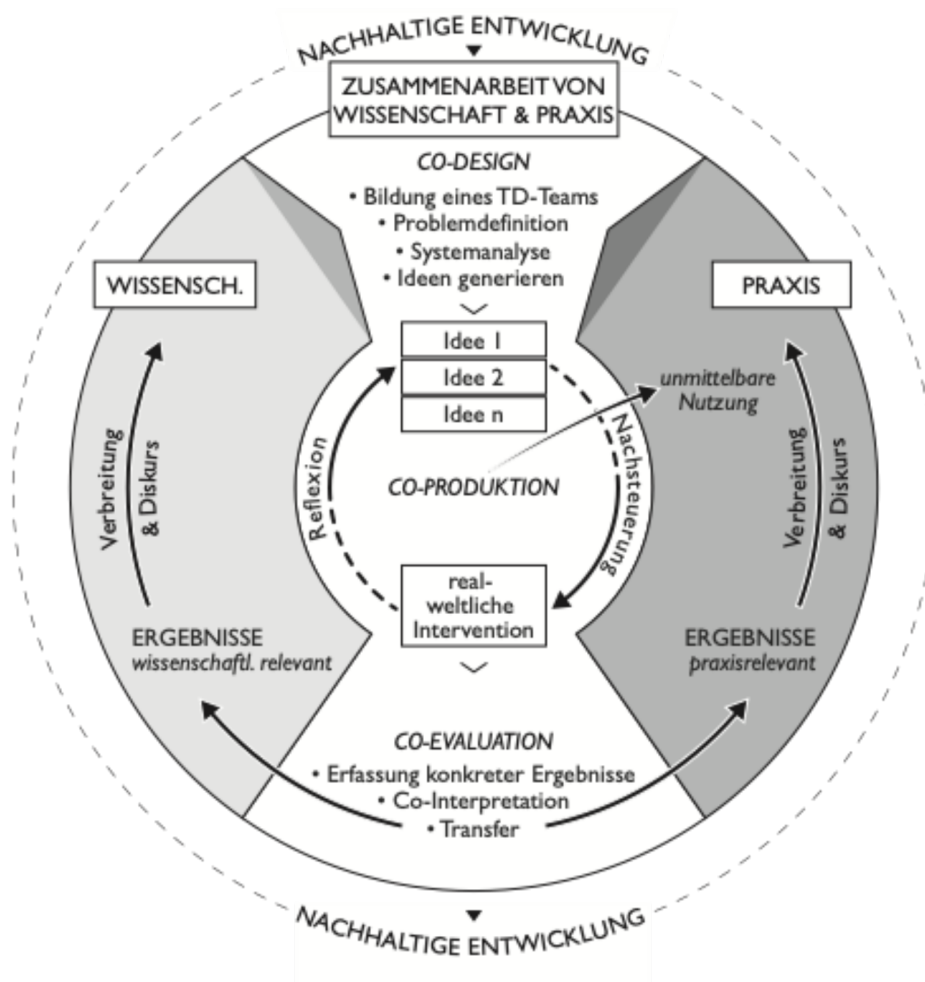 NACHHALTIGE ENTWICKLUNG
ZUSAMMENARBEIT VON
WISSENSCHAFT & PRAXIS
CO-DESIGN
• Bildung eines TD-Teams
• Problemdefinition
• Systemanalyse
• Ideen generieren
WISSENSCH.
PRAXIS
Idee 1
Idee 2
Idee n
unmittelbare
Nutzung
Reflexion
Nachsteuerung
CO-PRODUKTION
Verbreitung
& Diskurs
Verbreitung
& Diskurs
real-
weltliche
Intervention
ERGEBNISSE
wissenschaftl. relevant
ERGEBNISSE
praxisrelevant
CO-EVALUATION
• Erfassung konkreter Ergebnisse
• Co-Interpretation
• Transfer
NACHHALTIGE ENTWICKLUNG